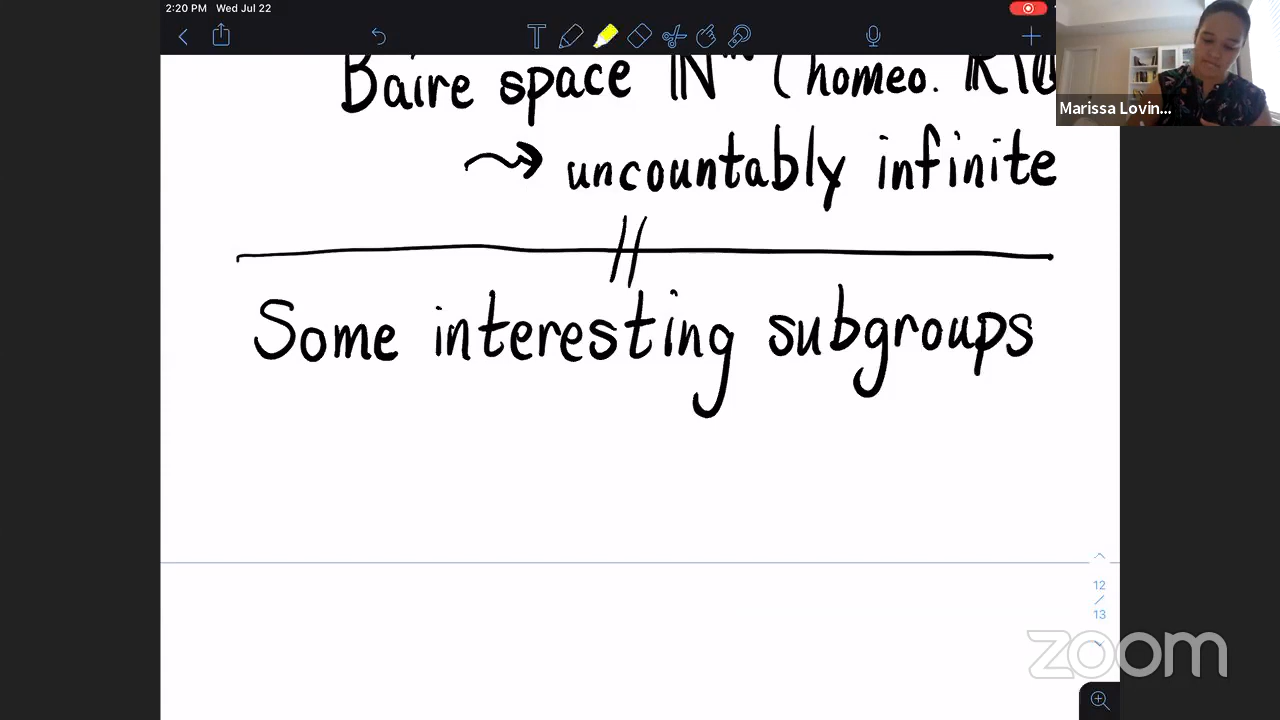 2:20 PM Wed Jul 22
T
Baire space ℕ^ℕ (homeo. ℝ\
Marissa Lovin...
⇝ uncountably infinite
//
Some interesting subgroups
12
/
13
zoom